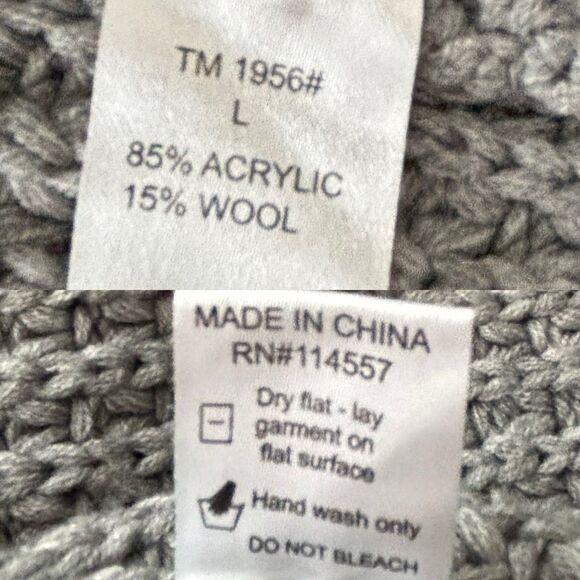 TM 1956#
L
85% ACRYLIC
15% WOOL
MADE IN CHINA
RN#114557
Dry flat - lay
garment on
flat surface
Hand wash only
DO NOT BLEACH